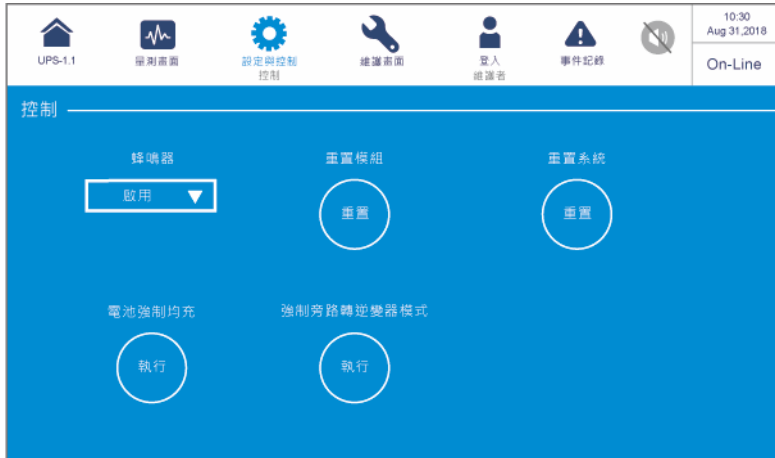 10:30
Aug 31,2018
UPS-1.1
量測畫面
設定與控制
控制
維護畫面
登入
維護者
事件記錄
On-Line
控制
蜂鳴器
重置模組
重置系統
啟用
重置
重置
電池強制均充
強制旁路轉逆變器模式
執行
執行